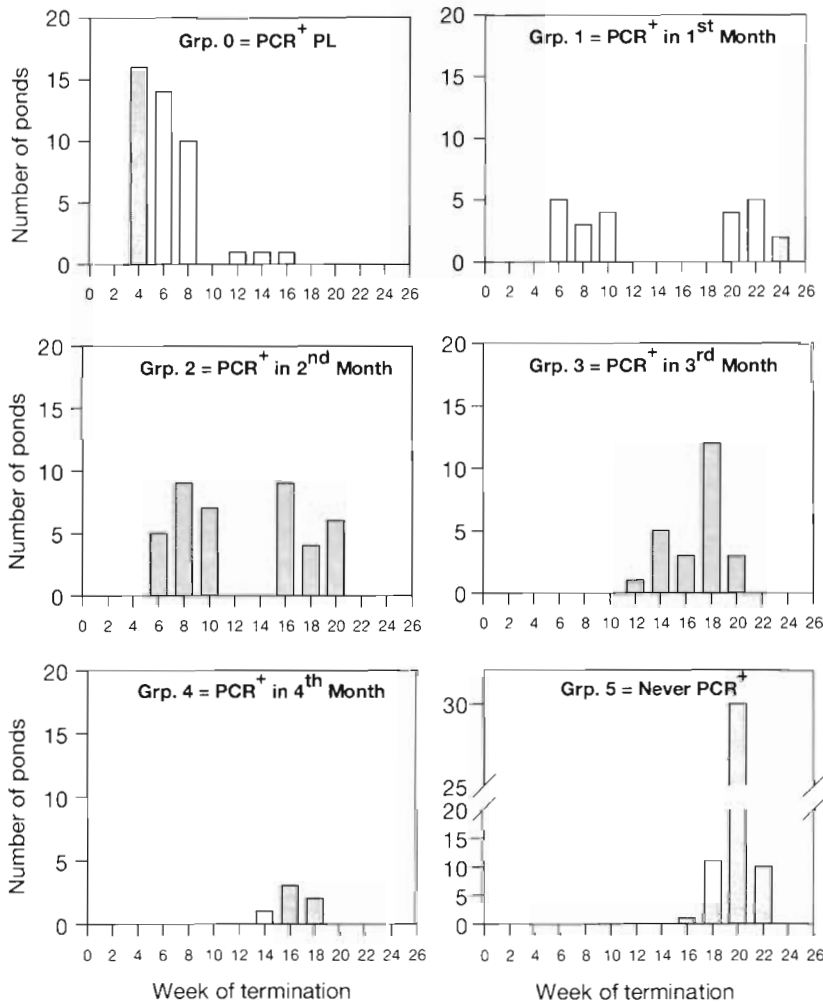 Grp. 0 = PCR+ PL
20
15
10
5
0
Number of ponds
0 2 4 6 8 10 12 14 16 18 20 22 24 26
Grp. 1 = PCR+ in 1st Month
20
15
10
5
0
0 2 4 6 8 10 12 14 16 18 20 22 24 26
Grp. 2 = PCR+ in 2nd Month
20
15
10
5
0
Number of ponds
0 2 4 6 8 10 12 14 16 18 20 22 24 26
Grp. 3 = PCR+ in 3rd Month
20
15
10
5
0
0 2 4 6 8 10 12 14 16 18 20 22 24 26
Grp. 4 = PCR+ in 4th Month
20
15
10
5
0
Number of ponds
0 2 4 6 8 10 12 14 16 18 20 22 24 26
Week of termination
Grp. 5 = Never PCR+
30
25
20
15
10
5
0
0 2 4 6 8 10 12 14 16 18 20 22 24 26
Week of termination